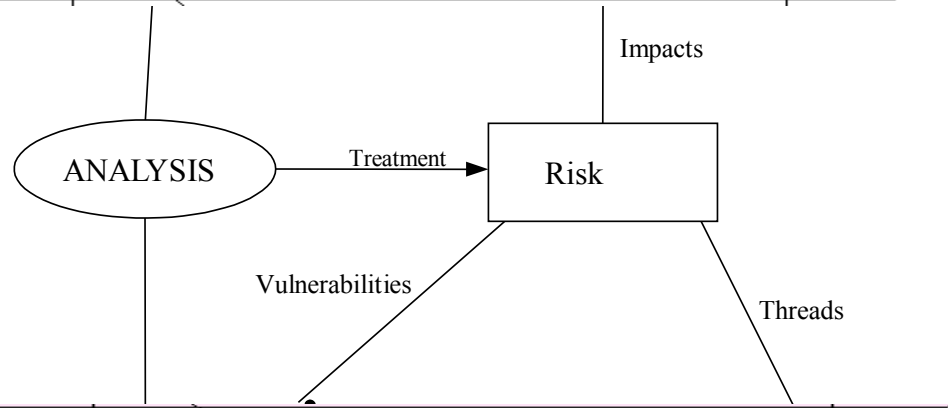 Impacts
ANALYSIS
Treatment
Risk
Vulnerabilities
Threads